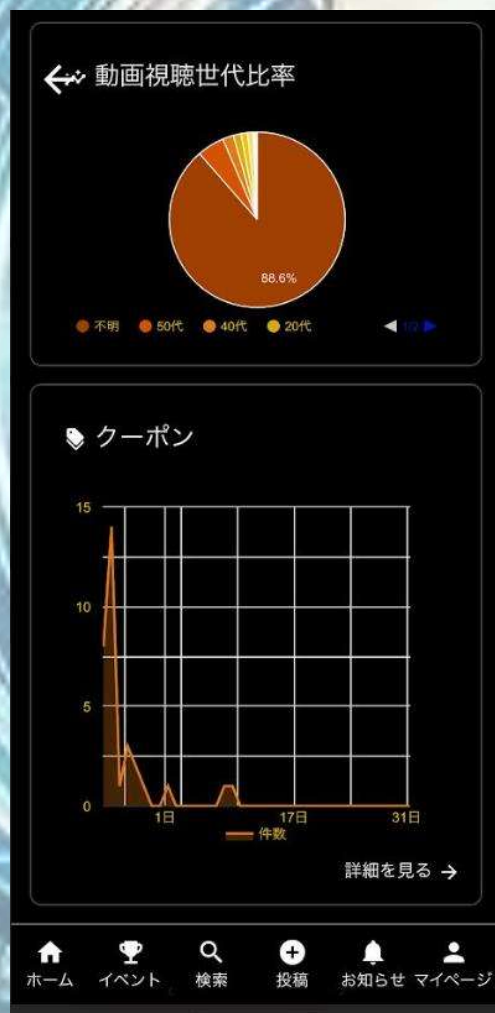 動画視聴世代比率
88.6%
不明 50代 40代 20代 1/2
クーポン
15
10
5
0
1日 17日 31日
件数
詳細を見る
ホーム イベント 検索 投稿 お知らせ マイページ